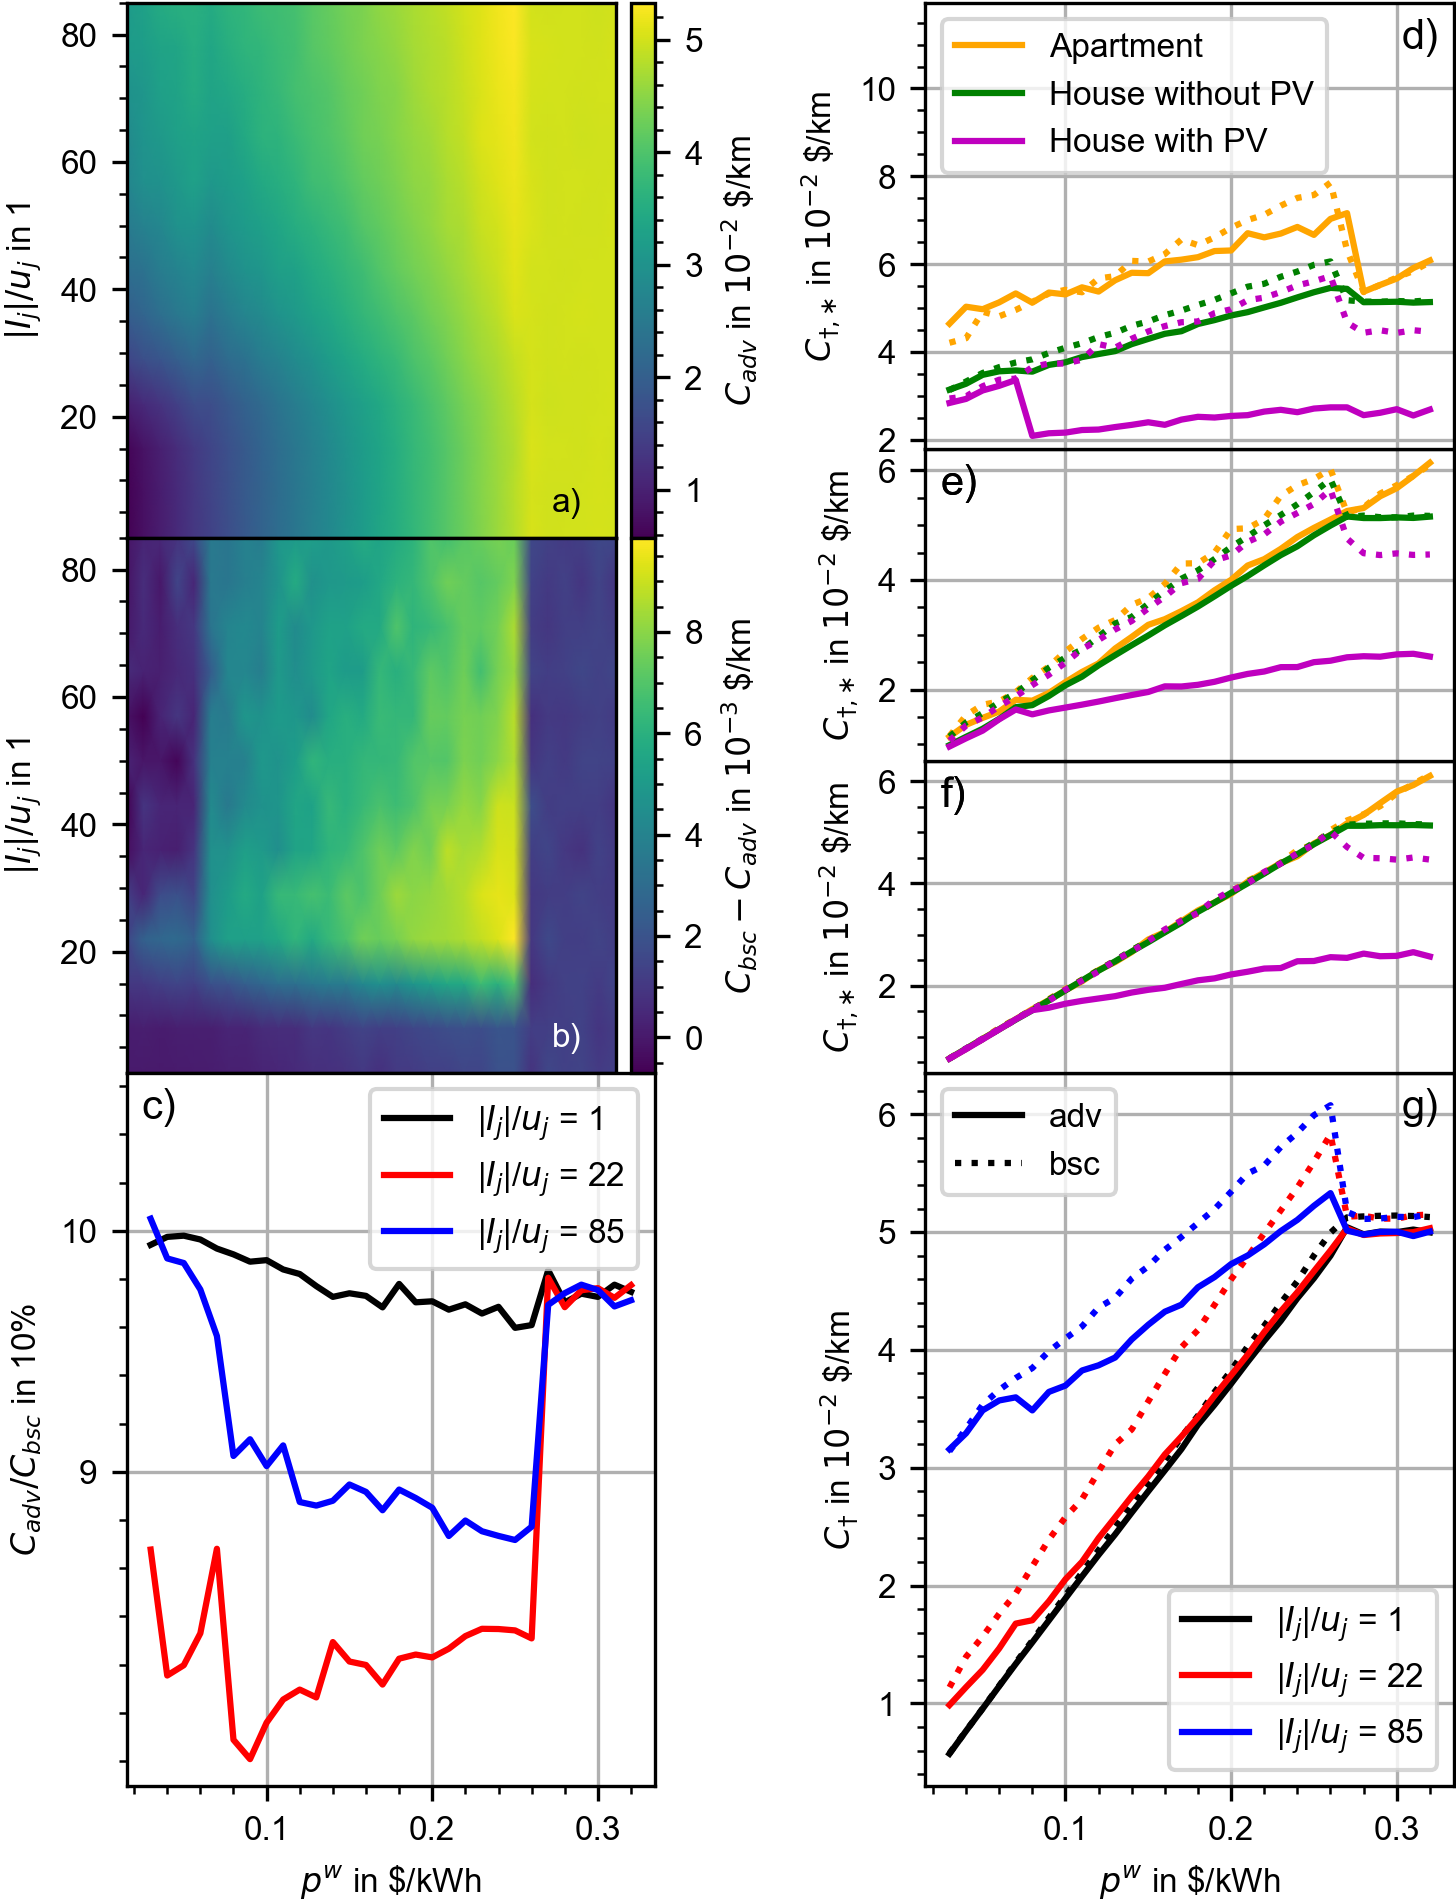 80
60
40
20
|I_j|/u_j in 1
a)
5
4
3
2
1
C_adv in 10^−2 $/km
80
60
40
20
|I_j|/u_j in 1
b)
8
6
4
2
0
C_bsc − C_adv in 10^−3 $/km
c)
|I_j|/u_j = 1
|I_j|/u_j = 22
|I_j|/u_j = 85
10
9
C_adv/C_bsc in 10%
0.1
0.2
0.3
p^w in $/kWh
d)
Apartment
House without PV
House with PV
10
8
6
4
2
C_†,* in 10^−2 $/km
e)
6
4
2
C_†,* in 10^−2 $/km
f)
6
4
2
C_†,* in 10^−2 $/km
g)
adv
bsc
6
5
4
3
2
1
C_† in 10^−2 $/km
|I_j|/u_j = 1
|I_j|/u_j = 22
|I_j|/u_j = 85
0.1
0.2
0.3
p^w in $/kWh